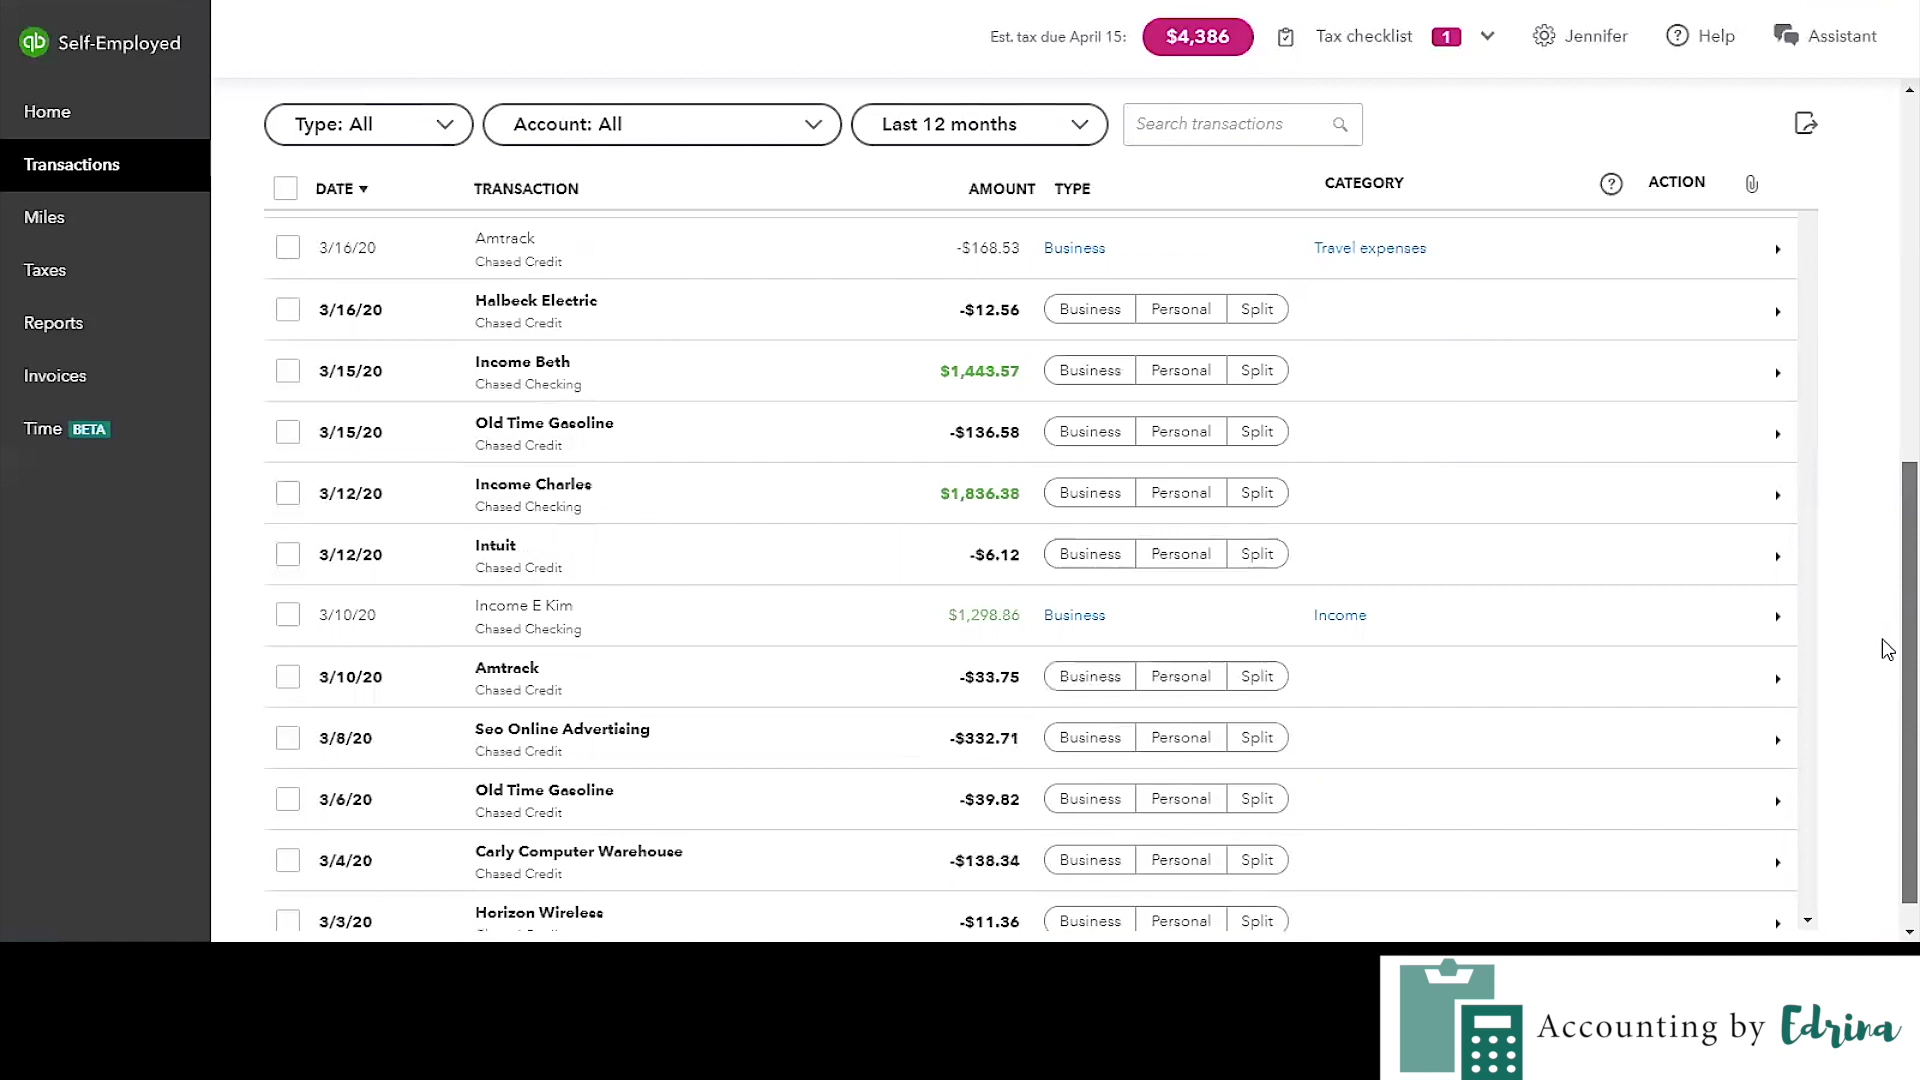 qb Self-Employed
Est. tax due April 15: $4,386 Tax checklist 1 Jennifer ? Help Assistant
Home
Transactions
Miles
Taxes
Reports
Invoices
Time BETA
Type: All Account: All Last 12 months Search transactions
DATE TRANSACTION AMOUNT TYPE CATEGORY ? ACTION
3/16/20 Amtrack -$168.53 Business Travel expenses
Chased Credit
3/16/20 Halbeck Electric -$12.56 Business Personal Split
Chased Credit
3/15/20 Income Beth $1,443.57 Business Personal Split
Chased Checking
3/15/20 Old Time Gasoline -$136.58 Business Personal Split
Chased Credit
3/12/20 Income Charles $1,836.38 Business Personal Split
Chased Checking
3/12/20 Intuit -$6.12 Business Personal Split
Chased Credit
3/10/20 Income E Kim $1,298.86 Business Income
Chased Checking
3/10/20 Amtrack -$33.75 Business Personal Split
Chased Credit
3/8/20 Seo Online Advertising -$332.71 Business Personal Split
Chased Credit
3/6/20 Old Time Gasoline -$39.82 Business Personal Split
Chased Credit
3/4/20 Carly Computer Warehouse -$138.34 Business Personal Split
Chased Credit
3/3/20 Horizon Wireless -$11.36 Business Personal Split
Accounting by Edrina